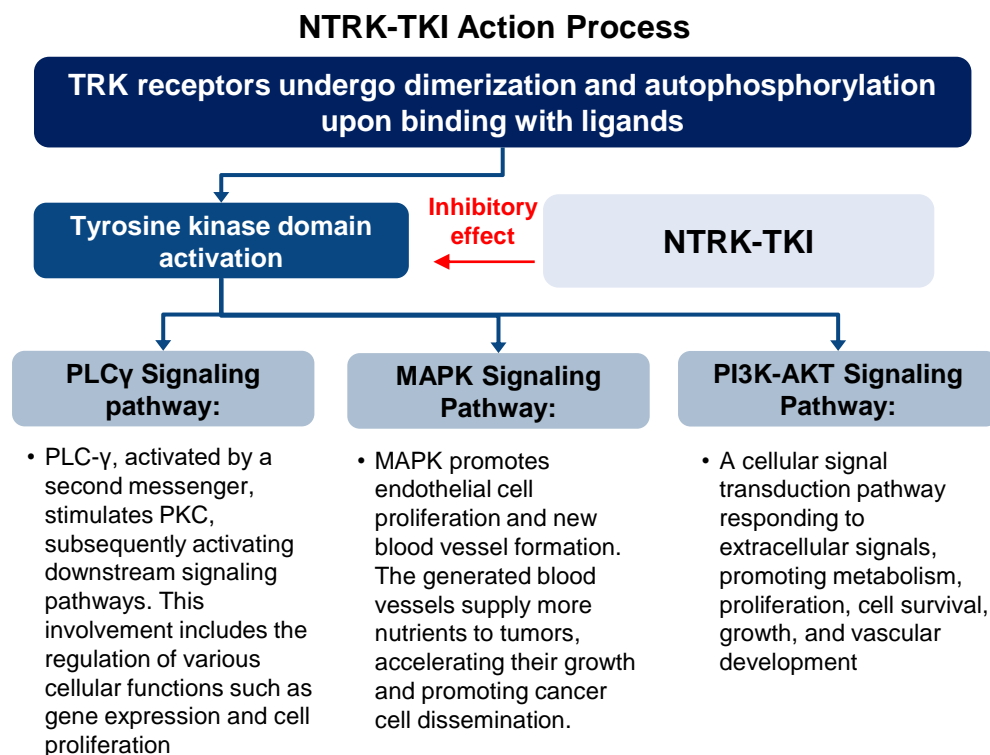 NTRK-TKI Action Process
TRK receptors undergo dimerization and autophosphorylation
upon binding with ligands
Tyrosine kinase domain
activation
Inhibitory
effect
NTRK-TKI
PLCγ Signaling
pathway:
• PLC-γ, activated by a
second messenger,
stimulates PKC,
subsequently activating
downstream signaling
pathways. This
involvement includes the
regulation of various
cellular functions such as
gene expression and cell
proliferation
MAPK Signaling
Pathway:
• MAPK promotes
endothelial cell
proliferation and new
blood vessel formation.
The generated blood
vessels supply more
nutrients to tumors,
accelerating their growth
and promoting cancer
cell dissemination.
PI3K-AKT Signaling
Pathway:
• A cellular signal
transduction pathway
responding to
extracellular signals,
promoting metabolism,
proliferation, cell survival,
growth, and vascular
development